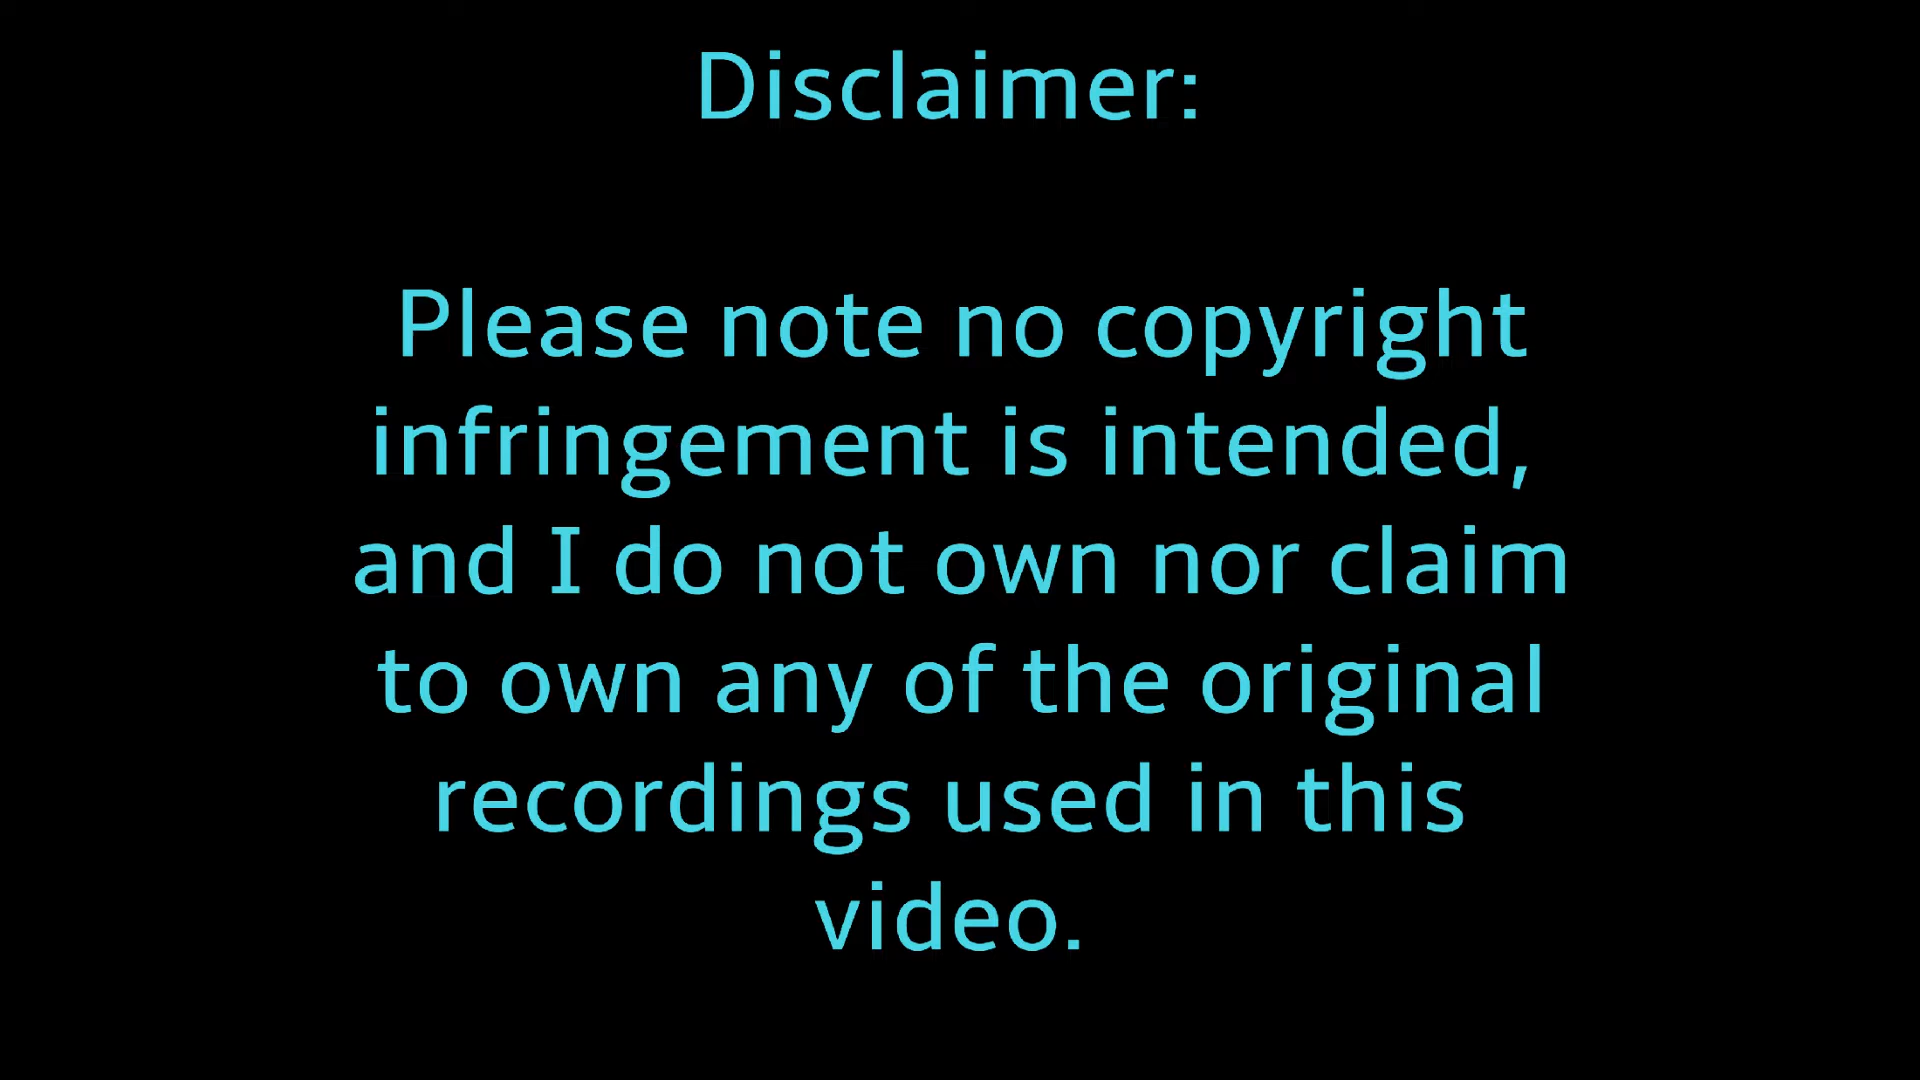 Disclaimer:
Please note no copyright
infringement is intended,
and I do not own nor claim
to own any of the original
recordings used in this
video.